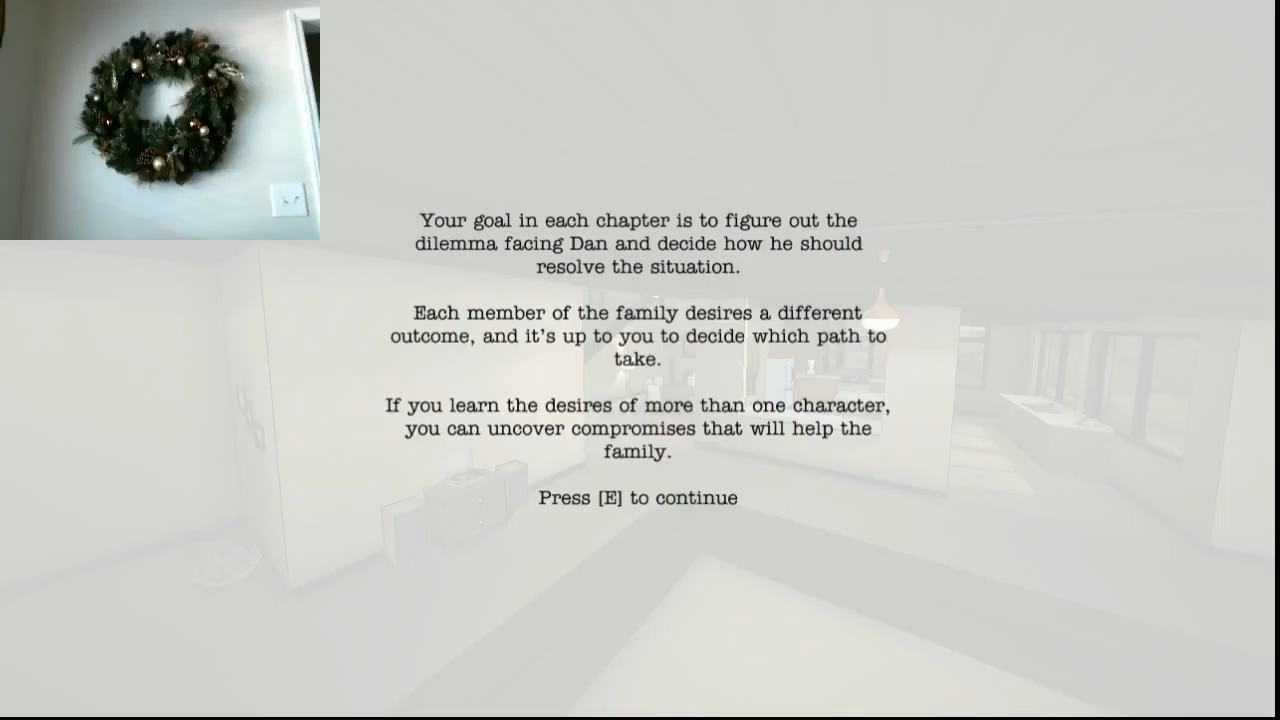 Your goal in each chapter is to figure out the
dilemma facing Dan and decide how he should
resolve the situation.
Each member of the family desires a different
outcome, and it's up to you to decide which path to
take.
If you learn the desires of more than one character,
you can uncover compromises that will help the
family.
Press [E] to continue